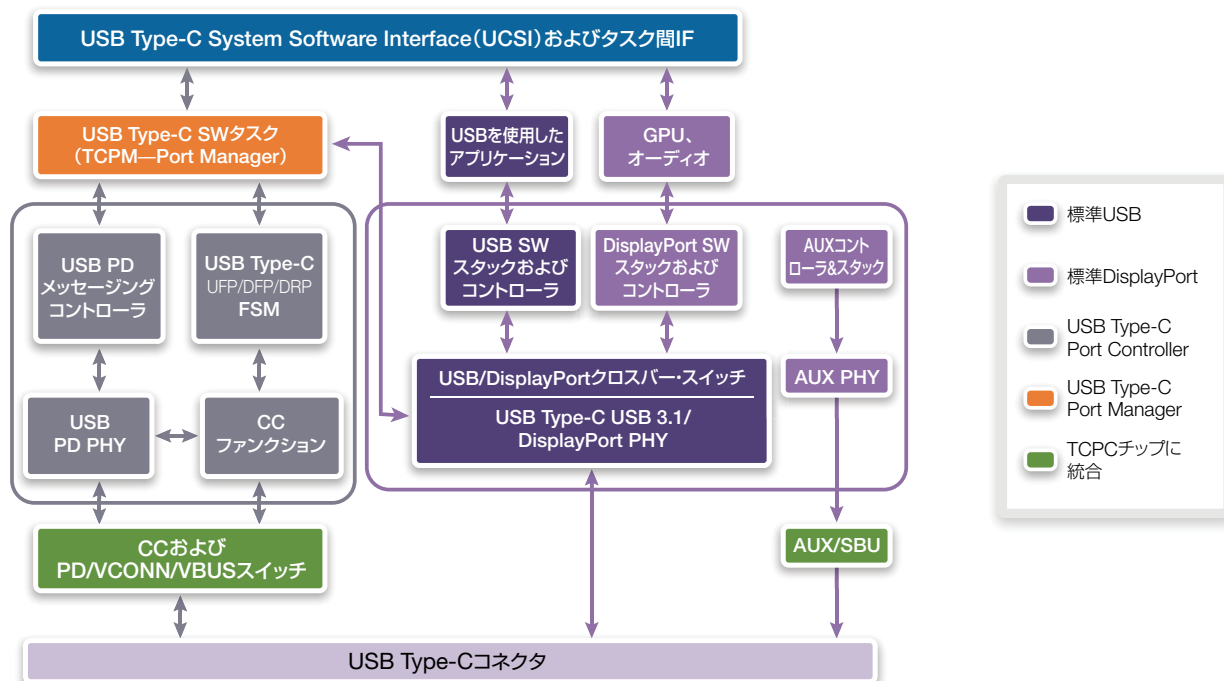 USB Type-C System Software Interface（UCSI）およびタスク間IF
USB Type-C SWタスク
（TCPM—Port Manager）
USBを使用した
アプリケーション
GPU、
オーディオ
USB PD
メッセージング
コントローラ
USB Type-C
UFP/DFP/DRP
FSM
USB SW
スタックおよび
コントローラ
DisplayPort SW
スタックおよび
コントローラ
AUXコント
ローラ&スタック
USB
PD PHY
CC
ファンクション
USB/DisplayPortクロスバー・スイッチ
USB Type-C USB 3.1/
DisplayPort PHY
AUX PHY
CCおよび
PD/VCONN/VBUSスイッチ
AUX/SBU
USB Type-Cコネクタ
標準USB
標準DisplayPort
USB Type-C
Port Controller
USB Type-C
Port Manager
TCPCチップに
統合